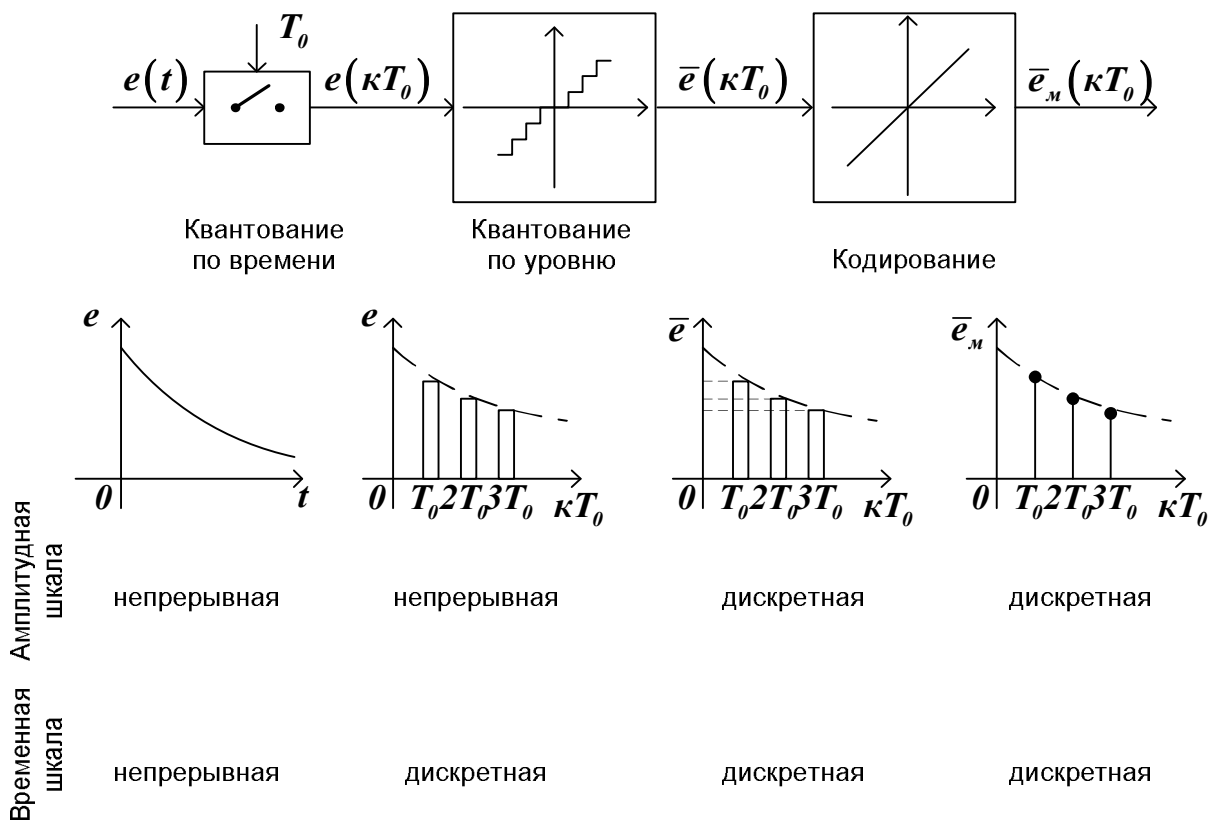 T₀
e(t)
e(кT₀)
e̅(кT₀)
e̅ₘ(кT₀)
Квантование
по времени
Квантование
по уровню
Кодирование
e
0
t
e
0
T₀ 2T₀ 3T₀ кT₀
e̅
0
T₀ 2T₀ 3T₀ кT₀
e̅ₘ
0
T₀ 2T₀ 3T₀ кT₀
Амплитудная
шкала
непрерывная
непрерывная
дискретная
дискретная
Временная
шкала
непрерывная
дискретная
дискретная
дискретная